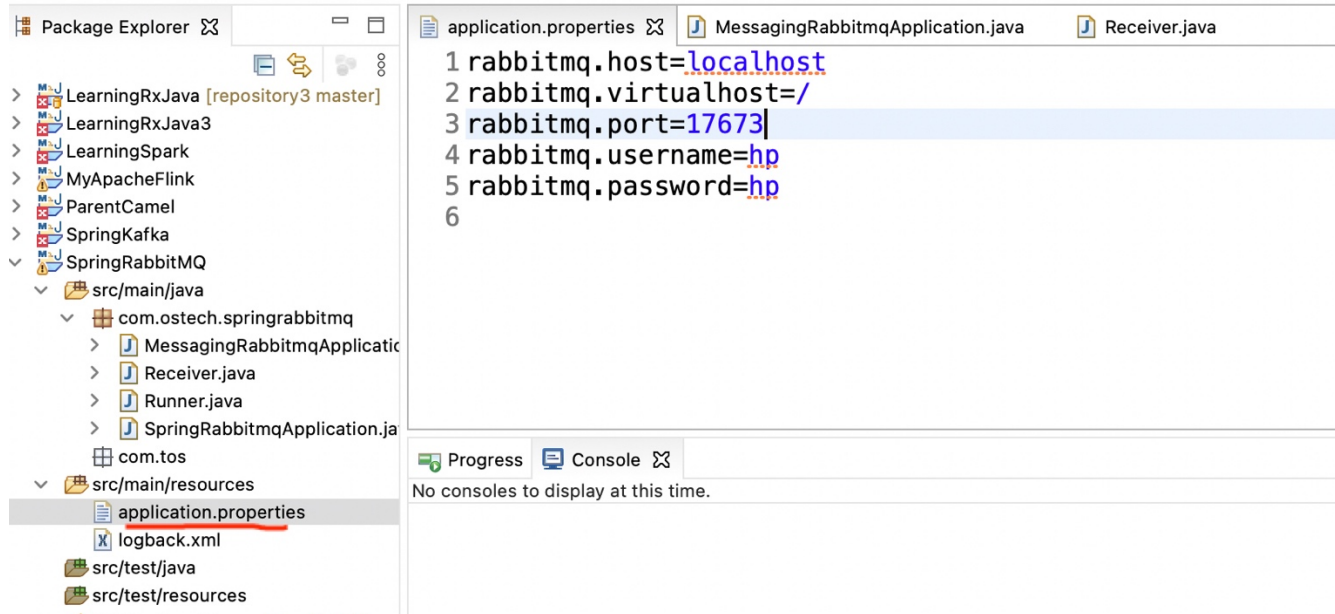 Package Explorer
LearningRxJava [repository3 master]
LearningRxJava3
LearningSpark
MyApacheFlink
ParentCamel
SpringKafka
SpringRabbitMQ
src/main/java
com.ostech.springrabbitmq
MessagingRabbitmqApplicatic
Receiver.java
Runner.java
SpringRabbitmqApplication.ja
com.tos
src/main/resources
application.properties
logback.xml
src/test/java
src/test/resources
application.properties MessagingRabbitmqApplication.java Receiver.java
1 rabbitmq.host=localhost
2 rabbitmq.virtualhost=/
3 rabbitmq.port=17673
4 rabbitmq.username=hp
5 rabbitmq.password=hp
6
Progress Console
No consoles to display at this time.